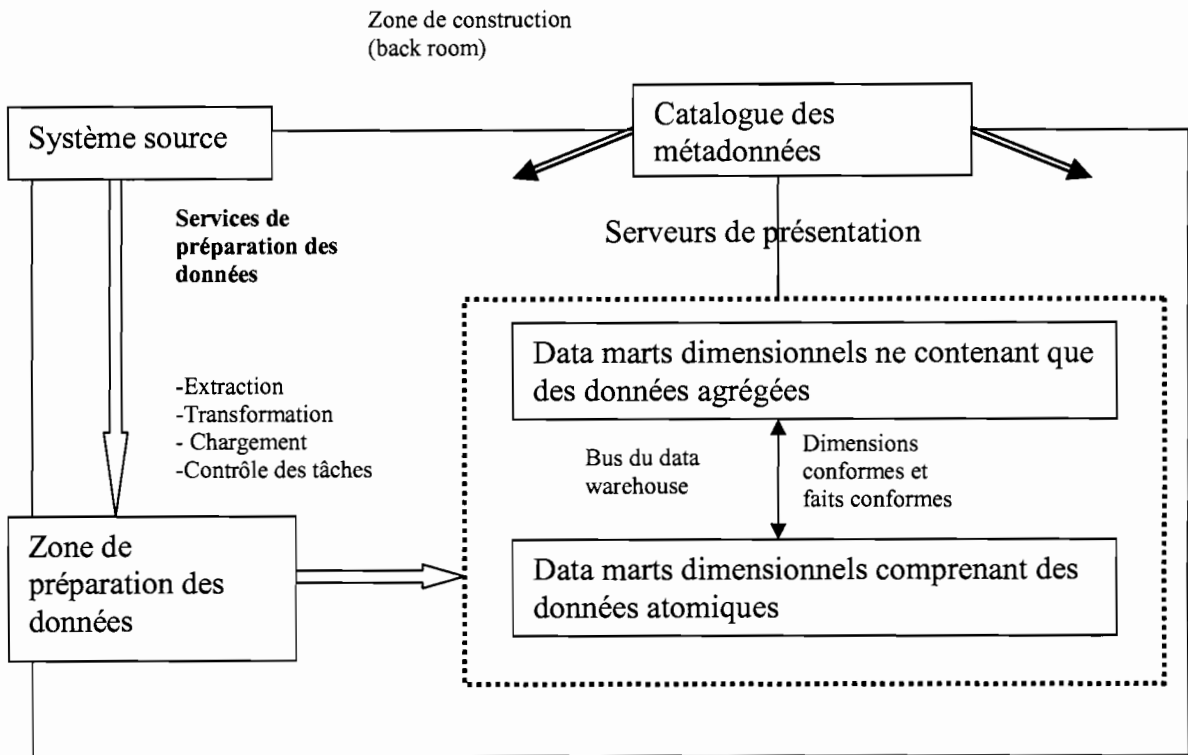 Zone de construction
(back room)
Système source
Catalogue des
métadonnées
Services de
préparation des
données
Serveurs de présentation
-Extraction
-Transformation
- Chargement
-Contrôle des tâches
Data marts dimensionnels ne contenant que
des données agrégées
Bus du data
warehouse
Dimensions
conformes et
faits conformes
Zone de
préparation des
données
Data marts dimensionnels comprenant des
données atomiques